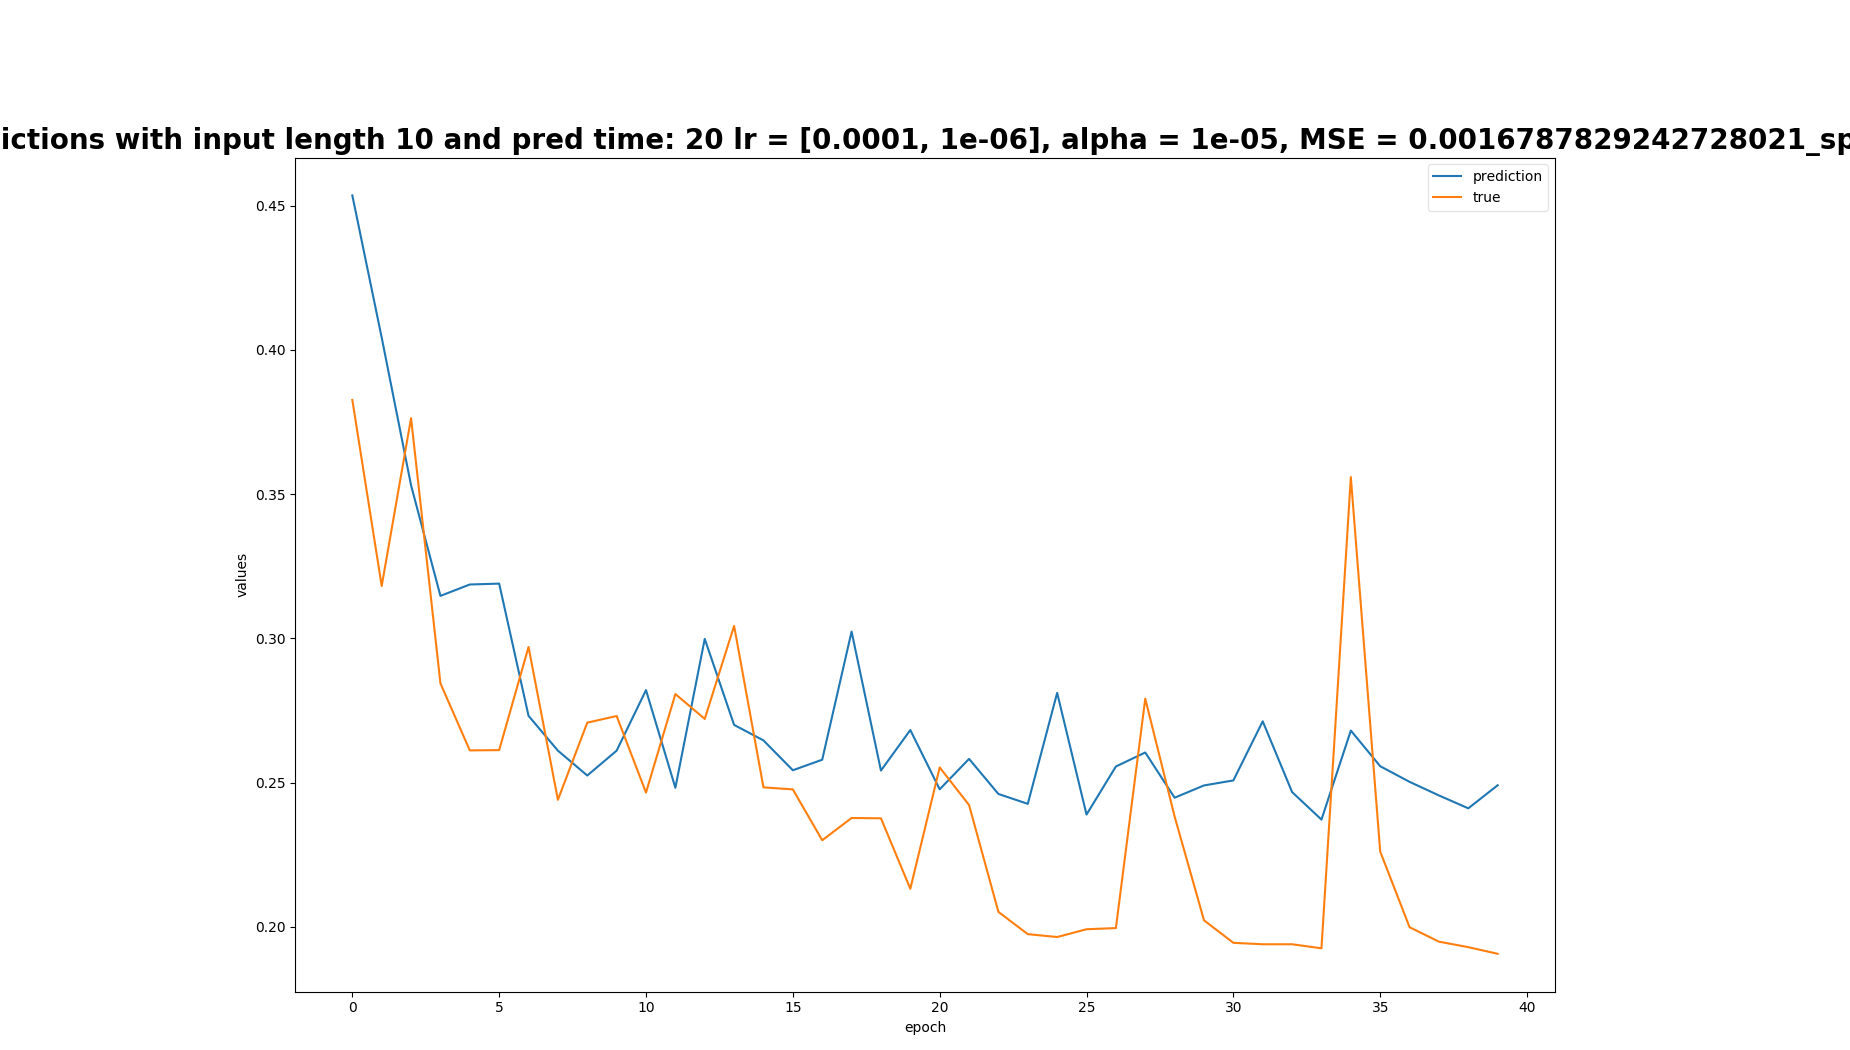 ictions with input length 10 and pred time: 20 lr = [0.0001, 1e-06], alpha = 1e-05, MSE = 0.0016787829242728021_sp
prediction
true
0.45
0.40
0.35
0.30
0.25
0.20
values
0 5 10 15 20 25 30 35 40
epoch